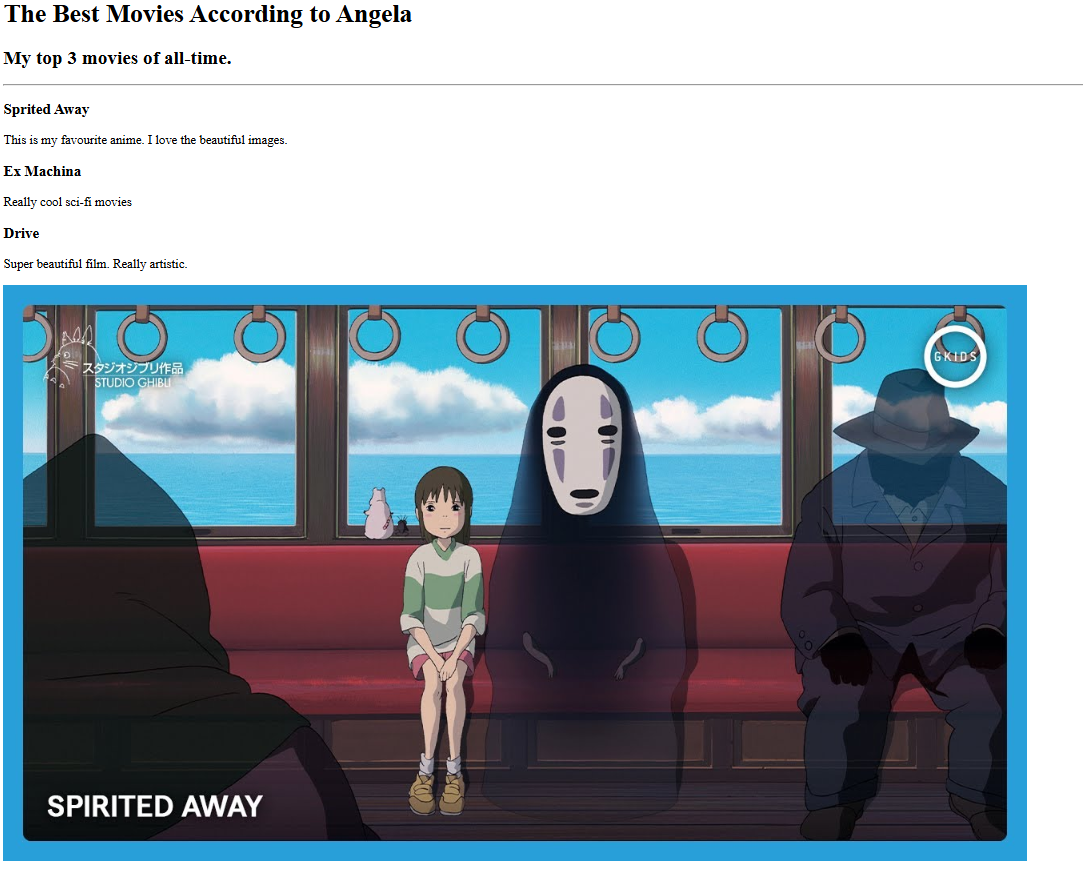 The Best Movies According to Angela
My top 3 movies of all-time.
Sprited Away
This is my favourite anime. I love the beautiful images.
Ex Machina
Really cool sci-fi movies
Drive
Super beautiful film. Really artistic.
スタジオジブリ作品
STUDIO GHIBLI
GKIDS
SPIRITED AWAY